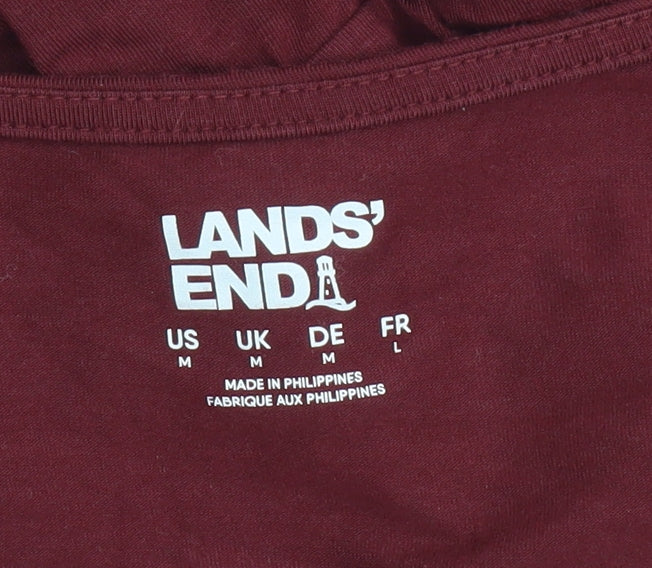 LANDS'
END
US UK DE FR
M M M L
MADE IN PHILIPPINES
FABRIQUE AUX PHILIPPINES